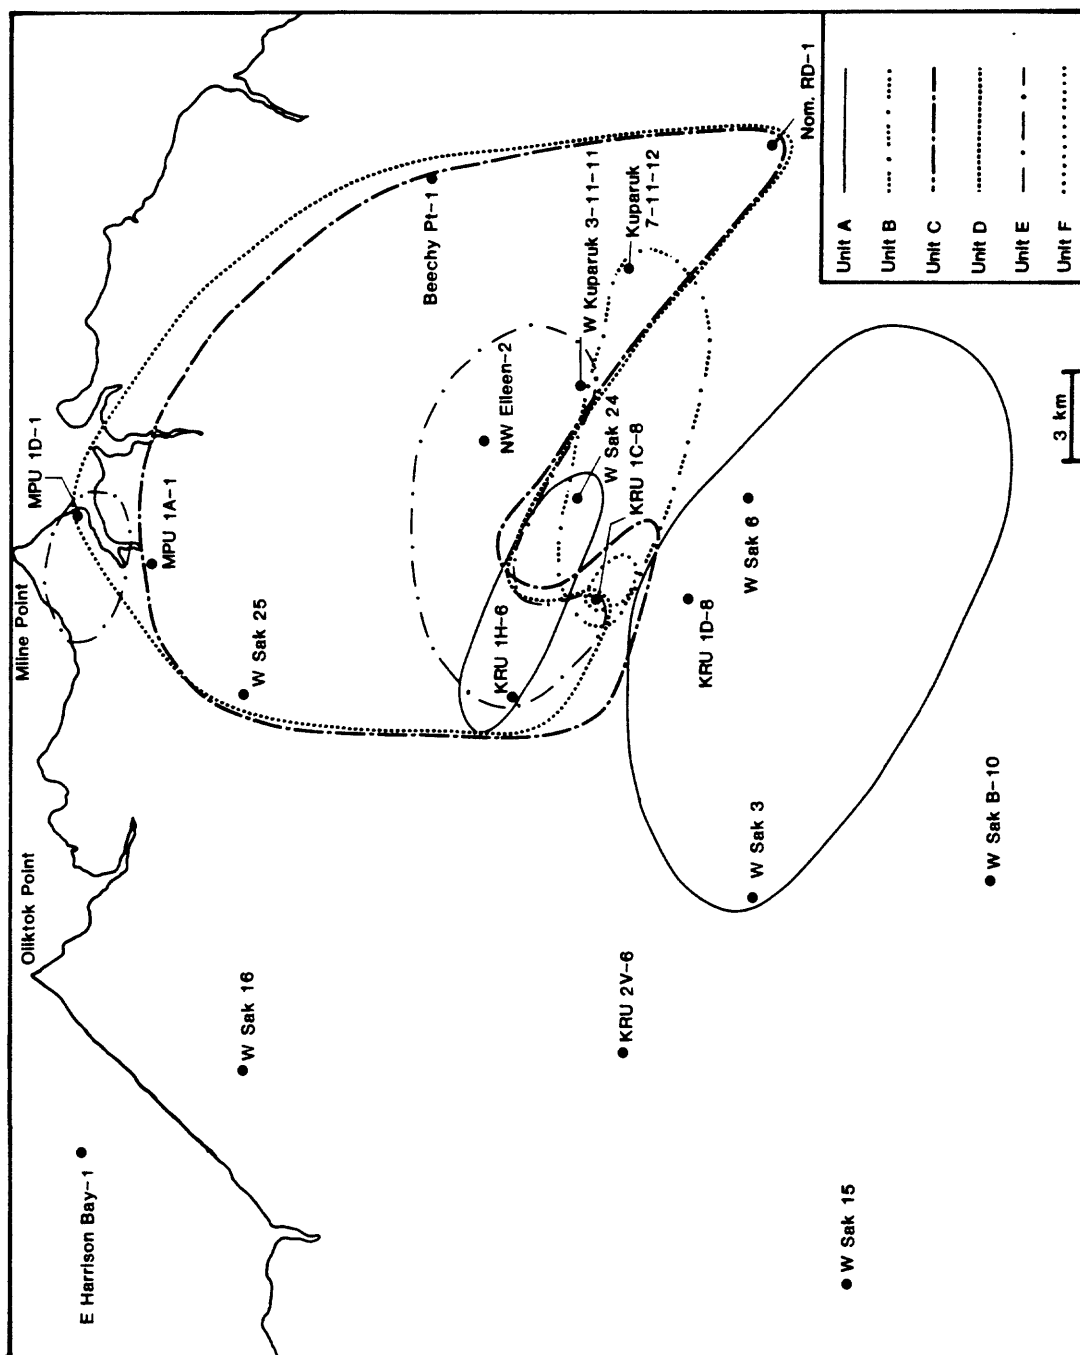 Oliktok Point
Milne Point
MPU 1D-1
MPU 1A-1
E Harrison Bay-1
W Sak 16
W Sak 25
Beechy Pt-1
NW Eileen-2
W Kuparuk 3-11-11
Kuparuk
7-11-12
Nom. RD-1
KRU 1H-6
W Sak 24
KRU 1C-8
KRU 2V-6
KRU 1D-8
W Sak 6
W Sak 3
W Sak B-10
W Sak 15
3 km
Unit A
Unit B
Unit C
Unit D
Unit E
Unit F